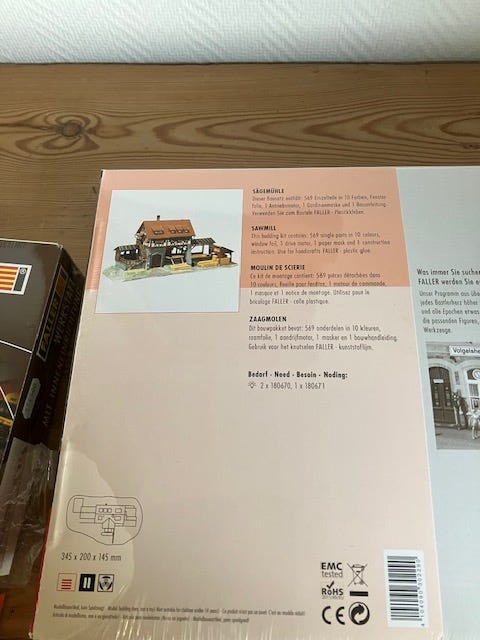 SÄGEMÜHLE
Dieser Bausatz enthält: 569 Einzelteile in 10 Farben, Fenster-
folie, 1 Antriebsmotor, 1 Gardinenmaske und 1 Bauanleitung.
Verwenden Sie zum Basteln FALLER - Plastikkleber.
SAWMILL
This building kit contains: 569 single parts in 10 colours,
window foil, 1 drive motor, 1 paper mask and 1 construction
instruction. Use for handicrafts FALLER - plastic glue.
MOULIN DE SCIERIE
Ce kit de montage contient: 569 pièces détachées dans
10 couleurs, feuille pour fenêtre, 1 moteur de commande,
1 masque et 1 notice de montage. Utilisez pour le
bricolage FALLER - colle plastique.
ZAAGMOLEN
Dit bouwpakket bevat: 569 onderdelen in 10 kleuren,
raamfolie, 1 aandrijfmotor, 1 masker en 1 bouwhandleiding.
Gebruik voor het knutselen FALLER - kunststoflijm.
Bedarf · Need · Besoin · Noding:
2 x 180670, 1 x 180671
345 x 200 x 145 mm
EMC
tested
RoHS
CE
Was immer Sie suchen
FALLER werden Sie
Unser Programm aus über
jedes Bastlerherz höher
und alle Epochen etwas
die passenden Figuren,
Werkzeuge.
Volgelshe
FALLER